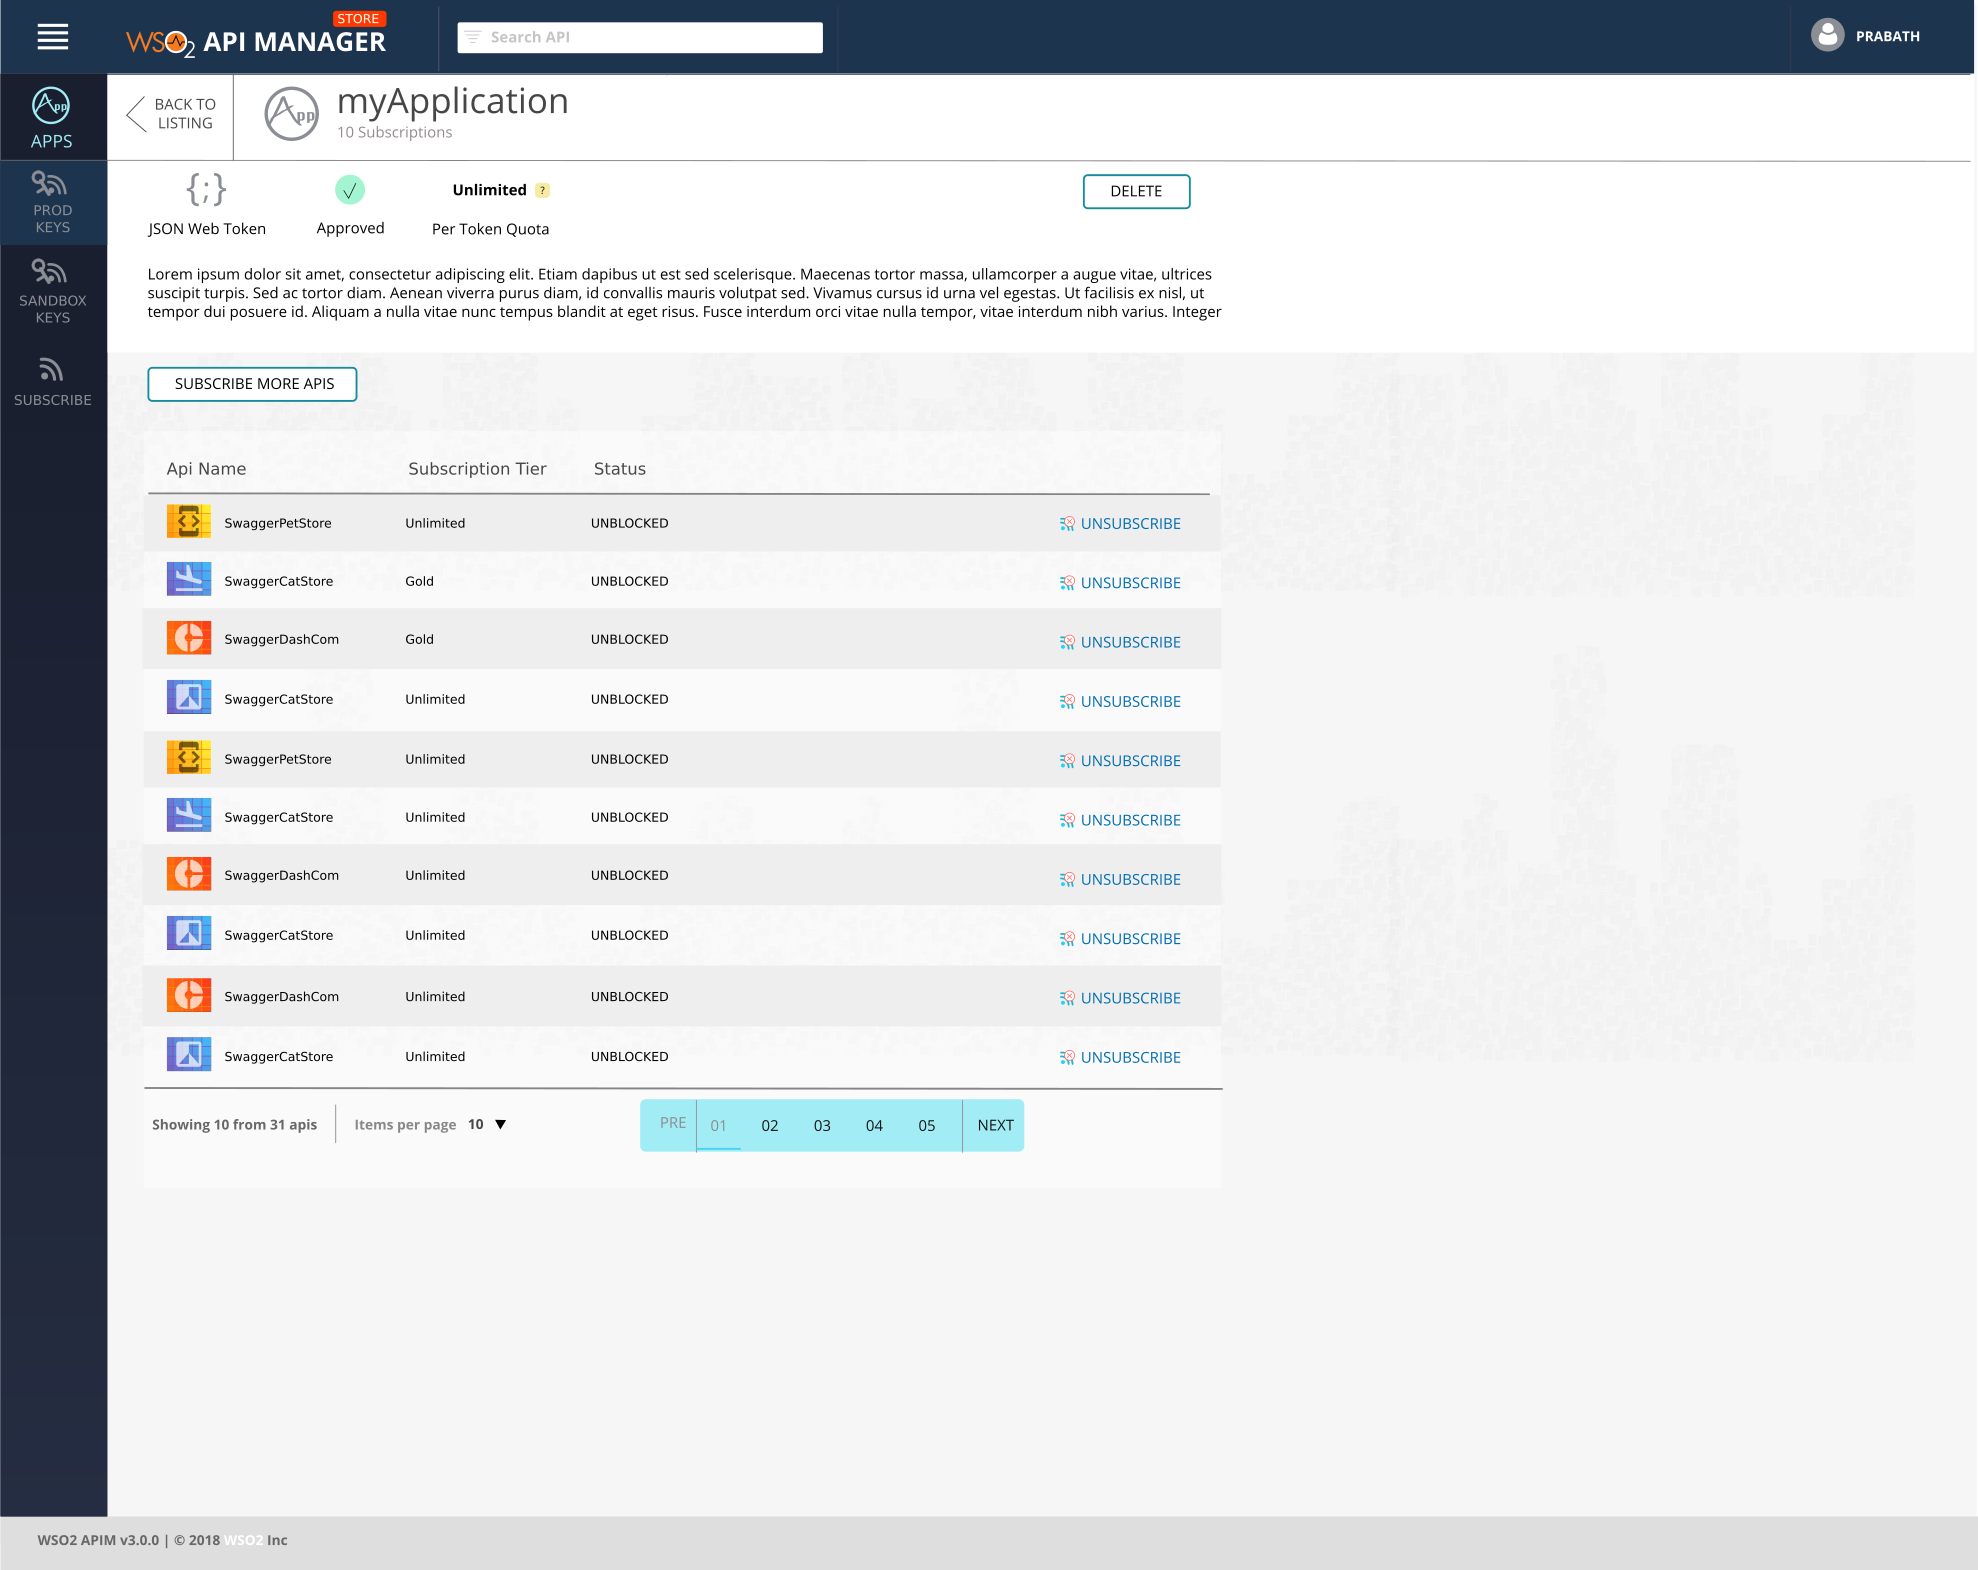 STORE
WSO2 API MANAGER
Search API
PRABATH
App
APPS
BACK TO
LISTING
App
myApplication
10 Subscriptions
PROD
KEYS
SANDBOX
KEYS
SUBSCRIBE
{;}
Unlimited ?
DELETE
JSON Web Token Approved Per Token Quota
Lorem ipsum dolor sit amet, consectetur adipiscing elit. Etiam dapibus ut est sed scelerisque. Maecenas tortor massa, ullamcorper a augue vitae, ultrices
suscipit turpis. Sed ac tortor diam. Aenean viverra purus diam, id convallis mauris volutpat sed. Vivamus cursus id urna vel egestas. Ut facilisis ex nisl, ut
tempor dui posuere id. Aliquam a nulla vitae nunc tempus blandit at eget risus. Fusce interdum orci vitae nulla tempor, vitae interdum nibh varius. Integer
SUBSCRIBE MORE APIS
Api Name Subscription Tier Status
SwaggerPetStore Unlimited UNBLOCKED UNSUBSCRIBE
SwaggerCatStore Gold UNBLOCKED UNSUBSCRIBE
SwaggerDashCom Gold UNBLOCKED UNSUBSCRIBE
SwaggerCatStore Unlimited UNBLOCKED UNSUBSCRIBE
SwaggerPetStore Unlimited UNBLOCKED UNSUBSCRIBE
SwaggerCatStore Unlimited UNBLOCKED UNSUBSCRIBE
SwaggerDashCom Unlimited UNBLOCKED UNSUBSCRIBE
SwaggerCatStore Unlimited UNBLOCKED UNSUBSCRIBE
SwaggerDashCom Unlimited UNBLOCKED UNSUBSCRIBE
SwaggerCatStore Unlimited UNBLOCKED UNSUBSCRIBE
Showing 10 from 31 apis Items per page 10 PRE 01 02 03 04 05 NEXT
WSO2 APIM v3.0.0 | © 2018 WSO2 Inc